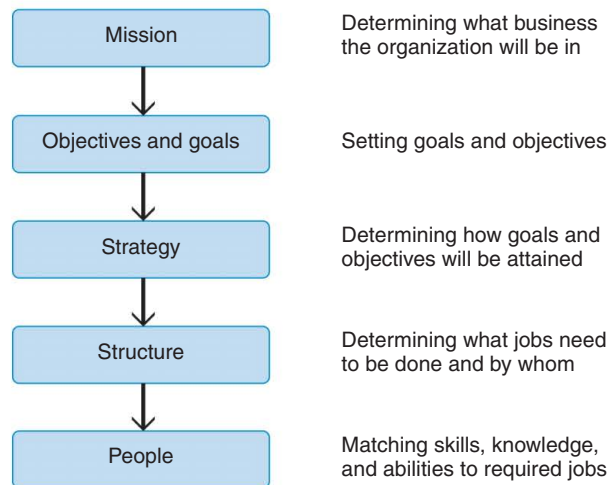 Mission
Determining what business
the organization will be in
Objectives and goals
Setting goals and objectives
Strategy
Determining how goals and
objectives will be attained
Structure
Determining what jobs need
to be done and by whom
People
Matching skills, knowledge,
and abilities to required jobs